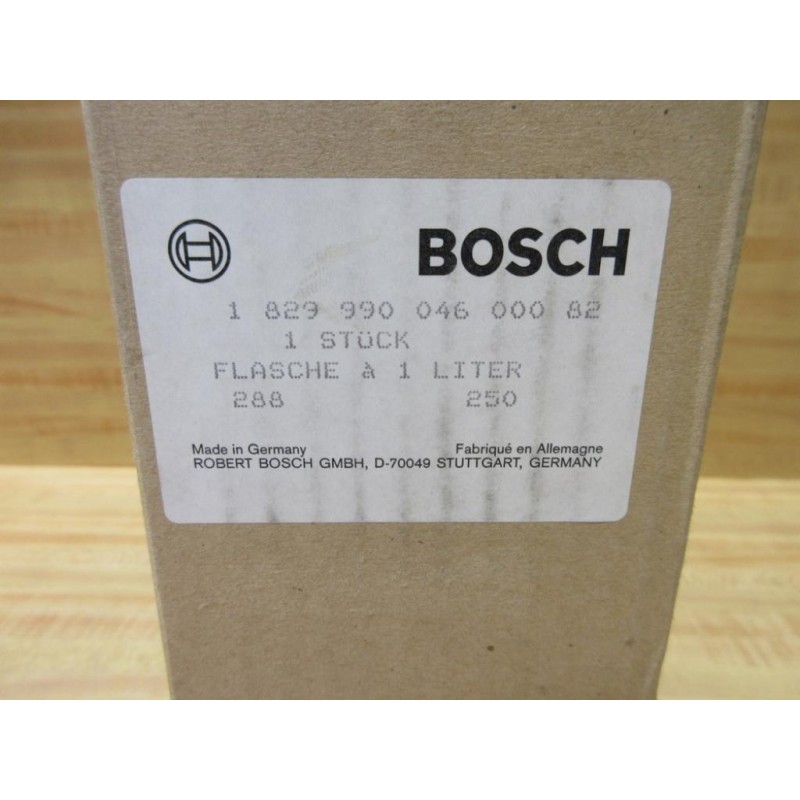 BOSCH
1 829 990 046 000 82
1 STÜCK
FLASCHE à 1 LITER
288 250
Made in Germany Fabriqué en Allemagne
ROBERT BOSCH GMBH, D-70049 STUTTGART, GERMANY